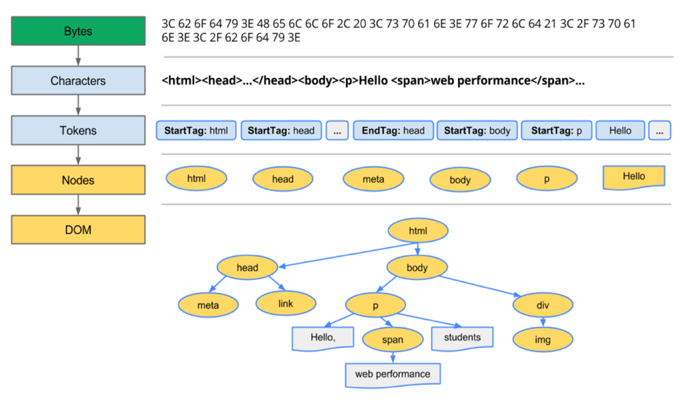 Bytes
3C 62 6F 64 79 3E 48 65 6C 6C 6F 2C 20 3C 73 70 61 6E 3E 77 6F 72 6C 64 21 3C 2F 73 70 61
6E 3E 3C 2F 62 6F 64 79 3E
Characters
<html><head>...</head><body><p>Hello <span>web performance</span>...
Tokens
StartTag: html
StartTag: head
...
EndTag: head
StartTag: body
StartTag: p
Hello
...
Nodes
html
head
meta
body
p
Hello
DOM
html
head
body
meta
link
p
div
Hello,
span
students
img
web performance